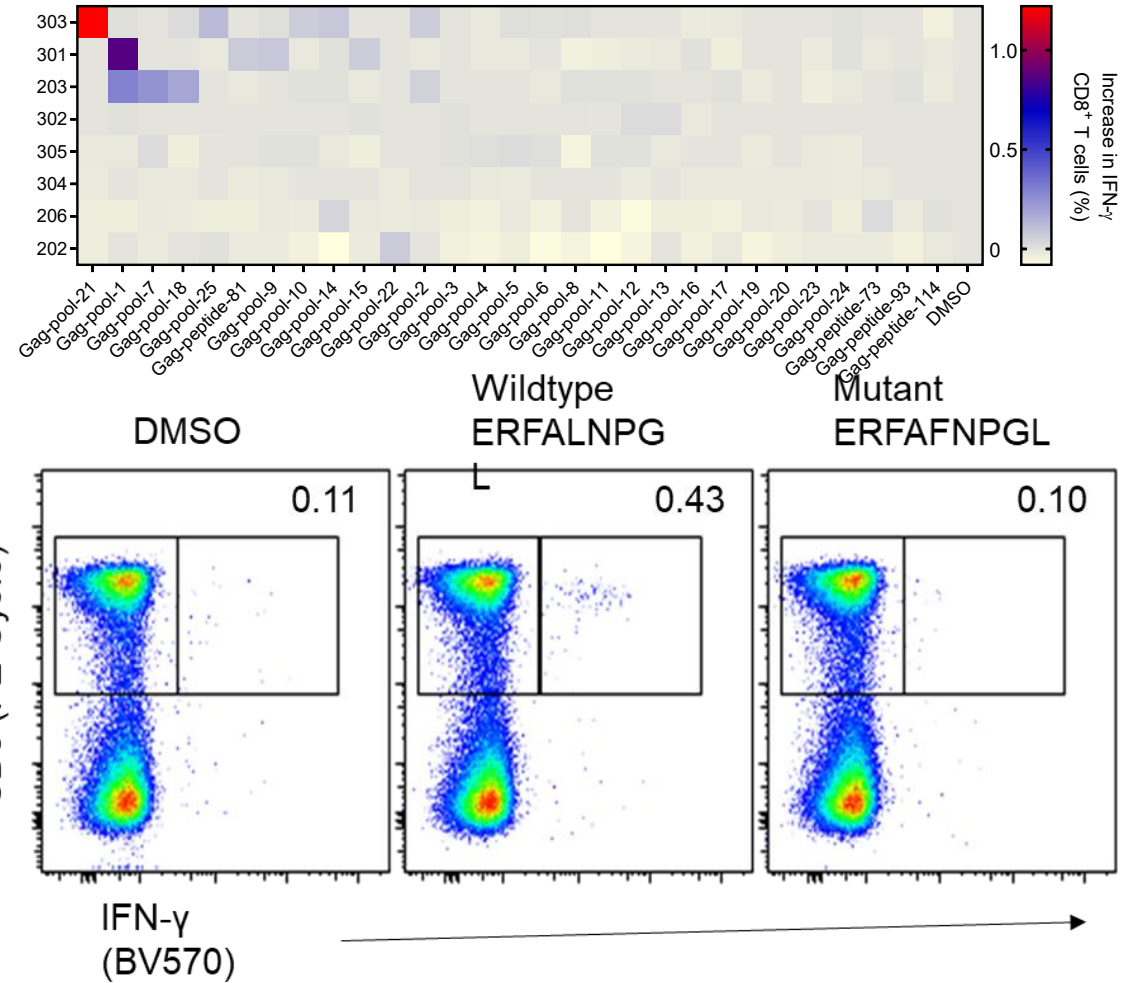 303
301
203
302
305
304
206
202
1.0
0.5
0
Increase in IFN-γ
CD8⁺ T cells (%)
Gag-pool-21
Gag-pool-1
Gag-pool-7
Gag-pool-18
Gag-pool-25
Gag-peptide-81
Gag-pool-9
Gag-pool-10
Gag-pool-14
Gag-pool-15
Gag-pool-22
Gag-pool-2
Gag-pool-3
Gag-pool-4
Gag-pool-5
Gag-pool-6
Gag-pool-8
Gag-pool-11
Gag-pool-12
Gag-pool-13
Gag-pool-16
Gag-pool-17
Gag-pool-19
Gag-pool-20
Gag-pool-23
Gag-pool-24
Gag-peptide-73
Gag-peptide-93
Gag-peptide-114
DMSO
DMSO
Wildtype
ERFALNPG
L
Mutant
ERFAFNPGL
0.11
0.43
0.10
IFN-γ
(BV570)